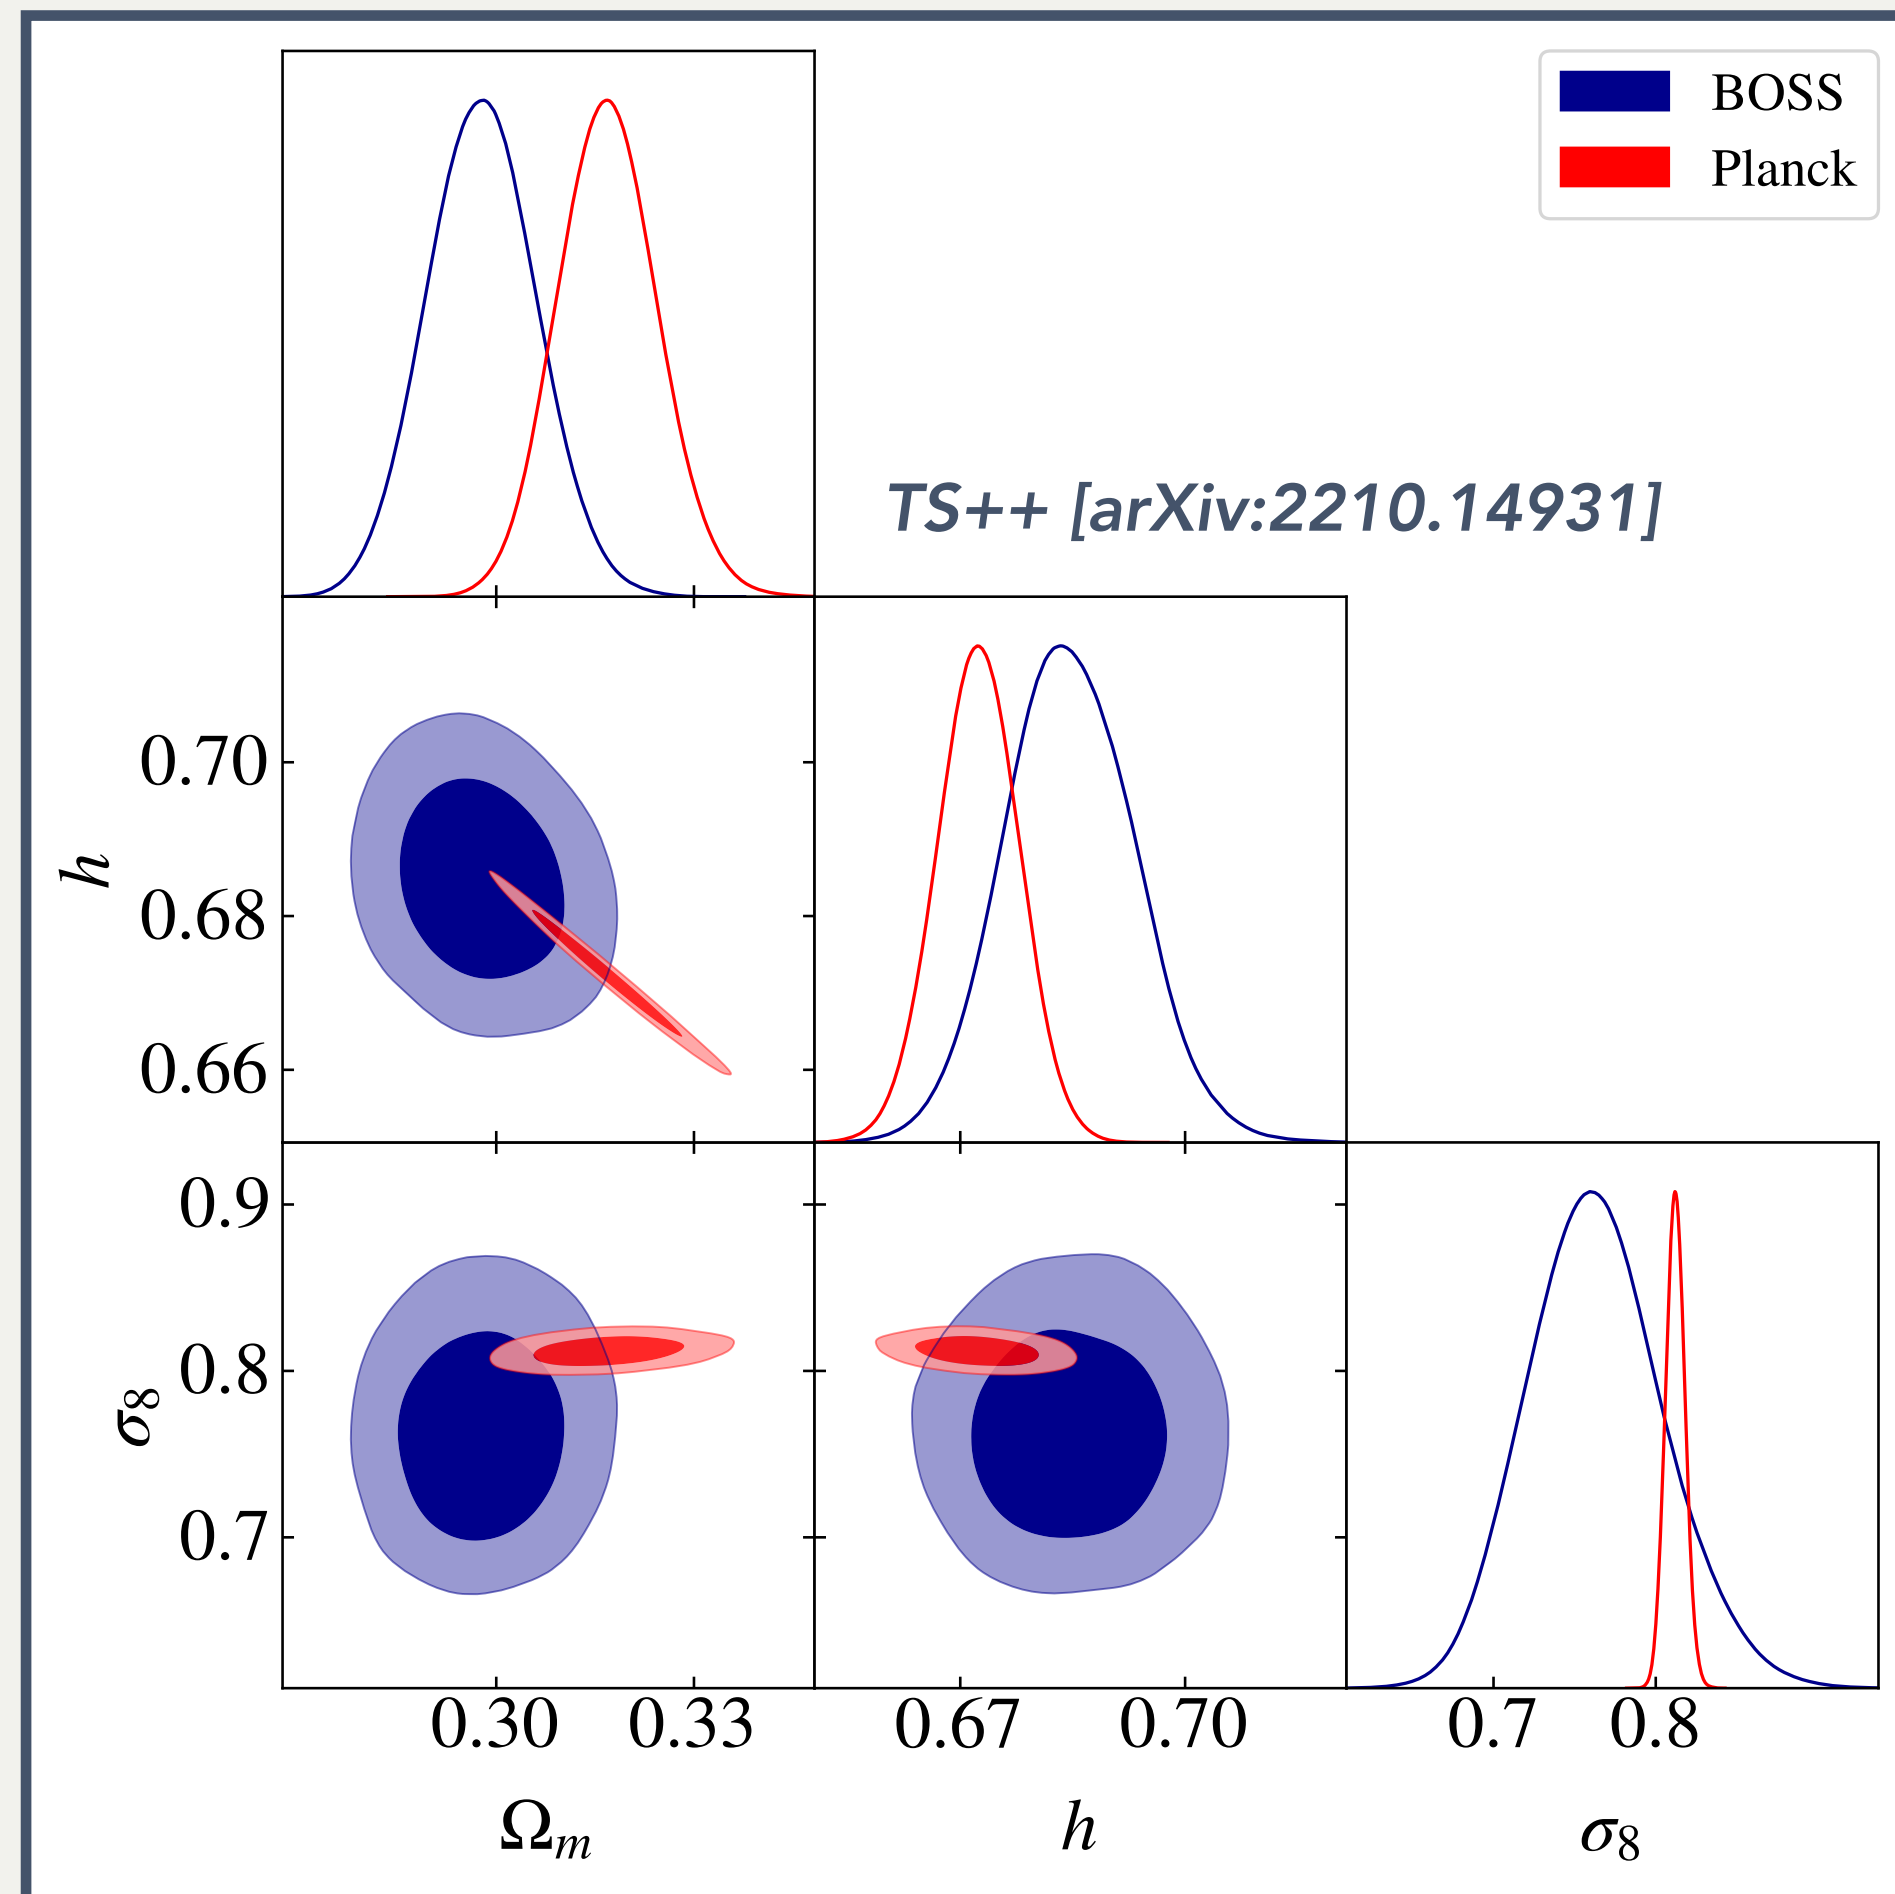 BOSS
Planck
TS++ [arXiv:2210.14931]
0.70
0.68
0.66
h
0.9
0.8
0.7
σ8
0.30 0.33 0.67 0.70 0.7 0.8
Ωm h σ8